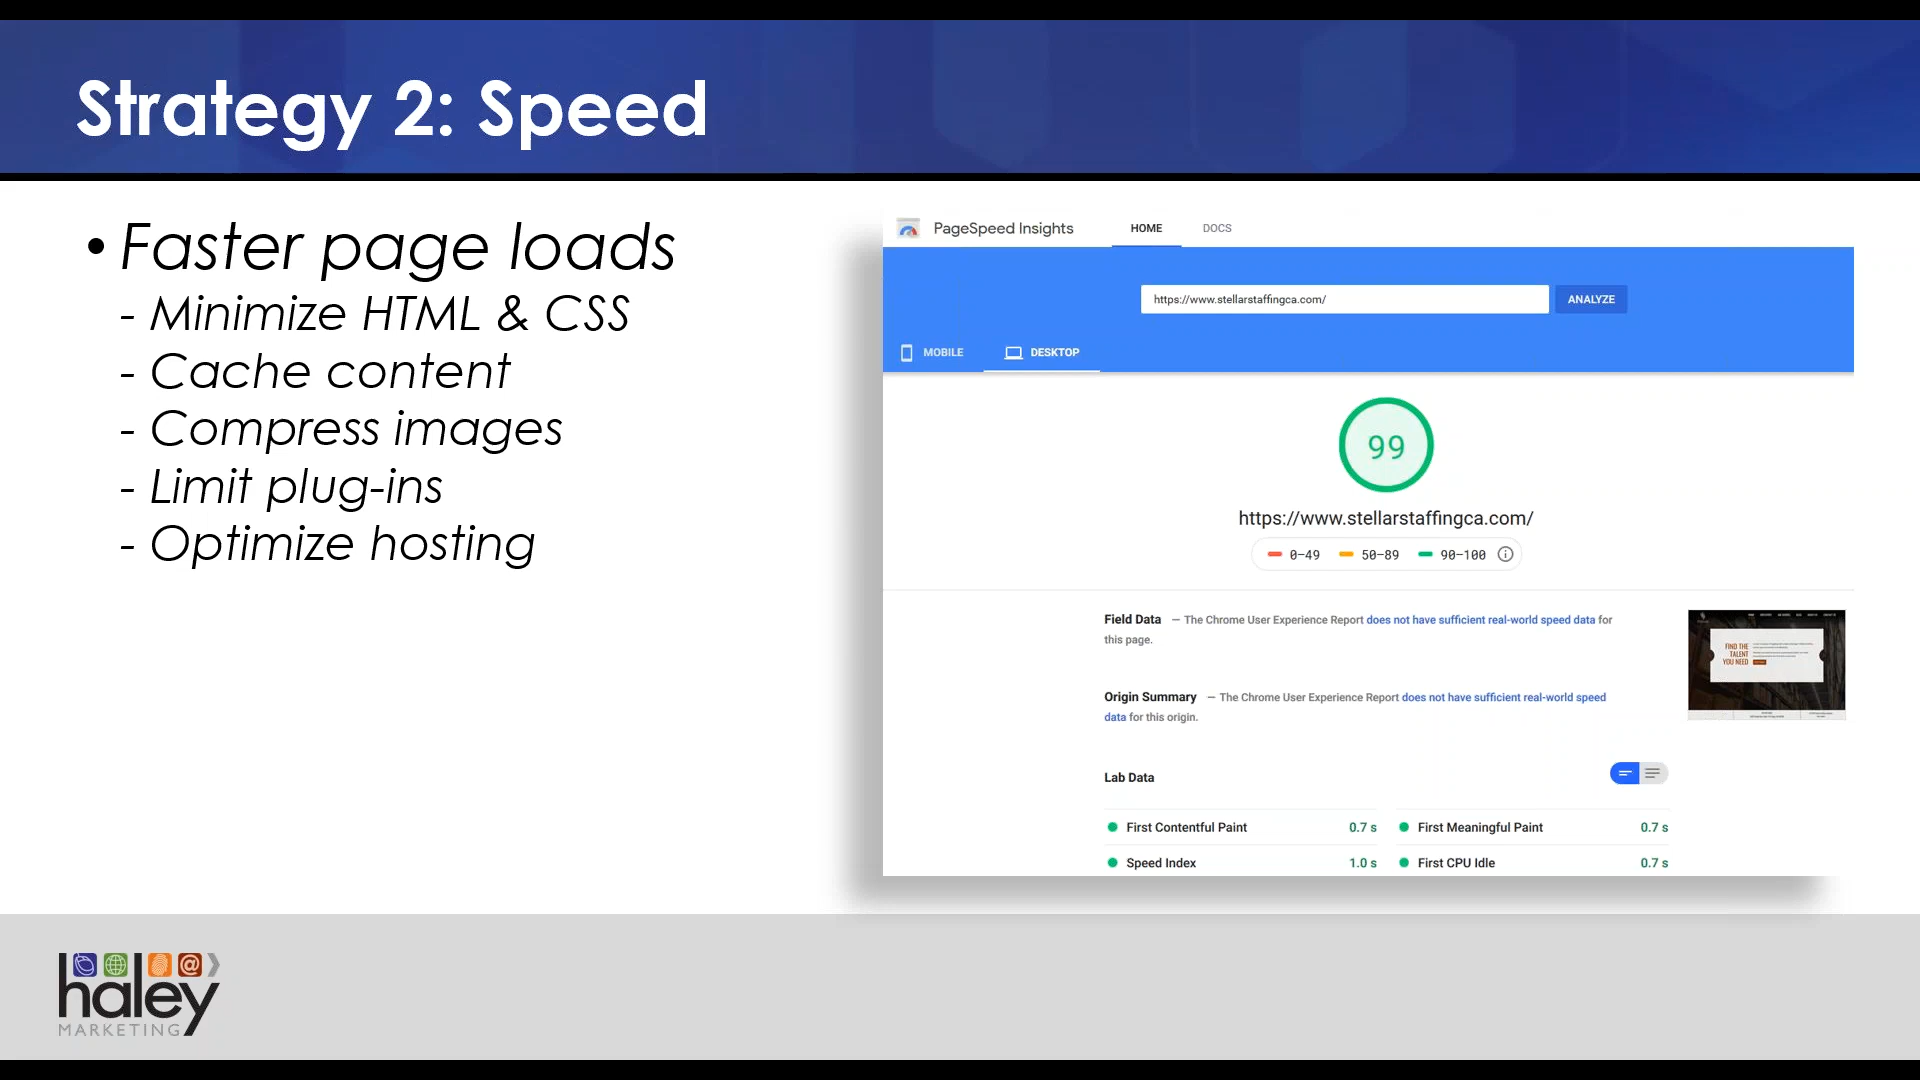 Strategy 2: Speed
• Faster page loads
- Minimize HTML & CSS
- Cache content
- Compress images
- Limit plug-ins
- Optimize hosting
PageSpeed Insights HOME DOCS
https://www.stellarstaffingca.com/ ANALYZE
MOBILE DESKTOP
99
https://www.stellarstaffingca.com/
0–49 50–89 90–100
Field Data — The Chrome User Experience Report does not have sufficient real-world speed data for
this page.
FIND THE
TALENT
YOU NEED
Origin Summary — The Chrome User Experience Report does not have sufficient real-world speed
data for this origin.
Lab Data
First Contentful Paint 0.7 s First Meaningful Paint 0.7 s
Speed Index 1.0 s First CPU Idle 0.7 s
haley
MARKETING